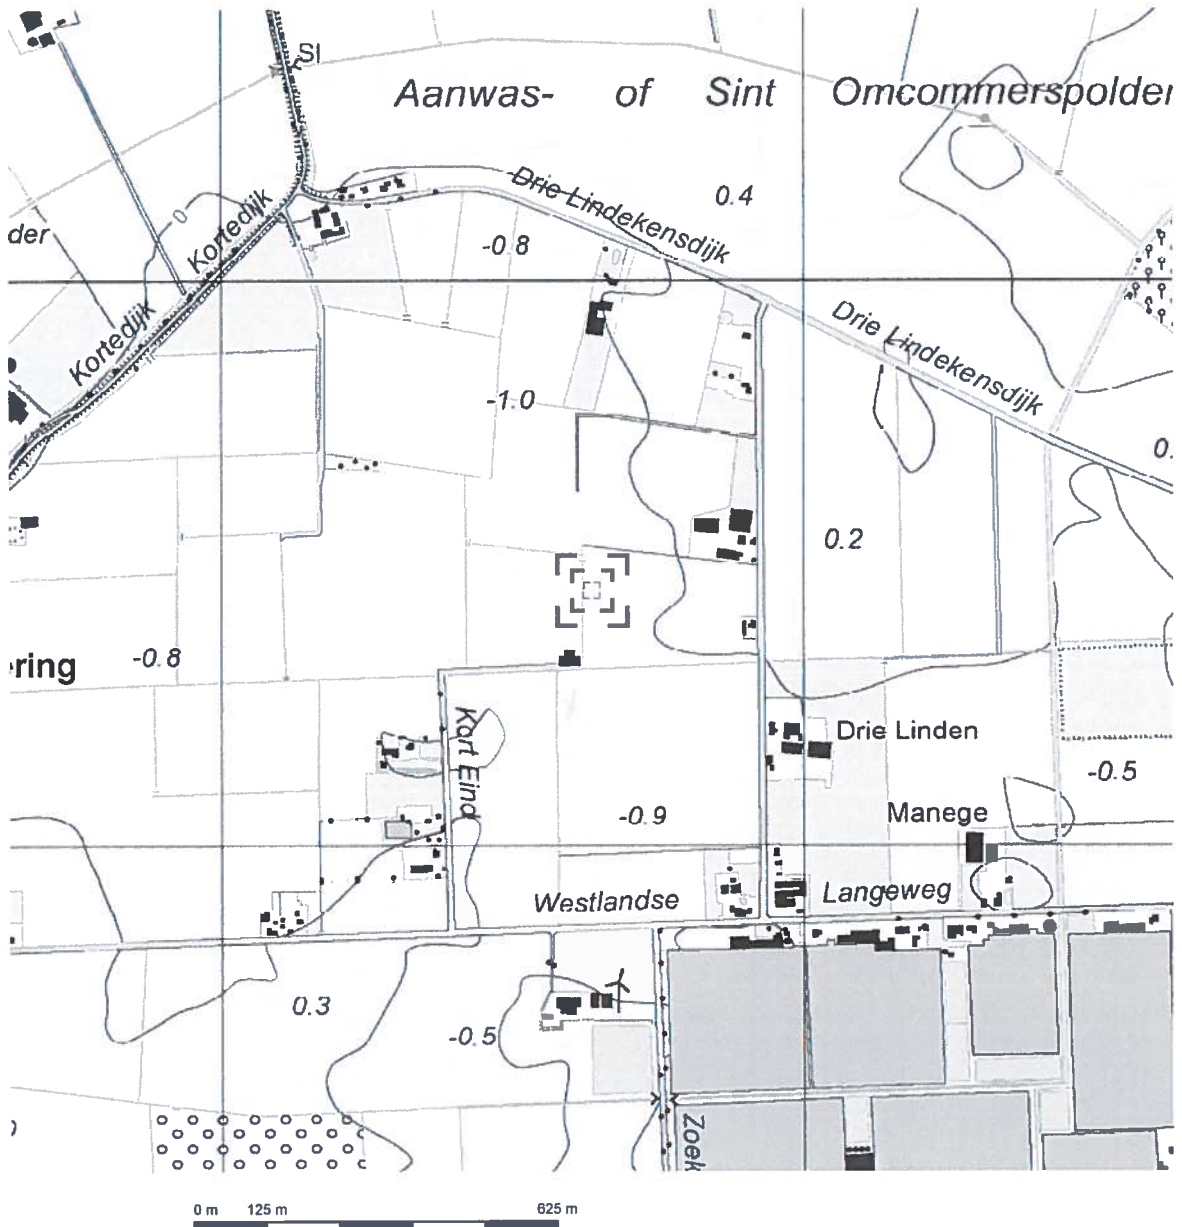 Sl
Aanwas- of Sint Omcommerspolder
Drie Lindekensdijk
0.4
0
Kortedijk
der
-0.8
0
Kortedijk
Drie Lindekensdijk
-1.0
0.
0.2
-0.8
ring
Kort Eind
Drie Linden
-0.5
Manege
-0.9
Westlandse Langeweg
0.3
-0.5
Zoek
0 m 125 m 625 m